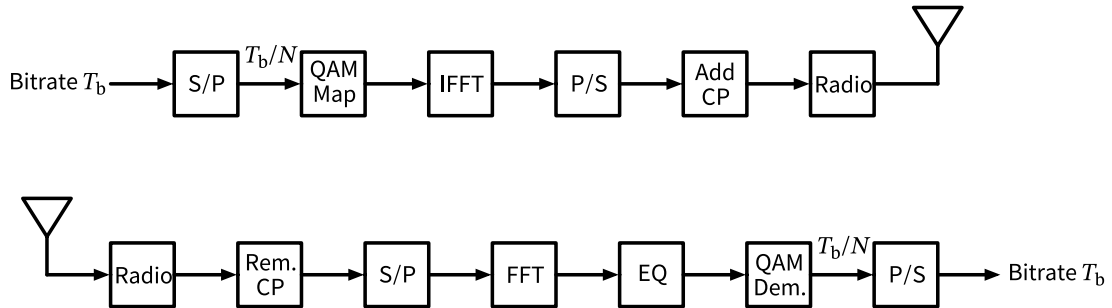 Bitrate T_b
S/P
T_b/N
QAM
Map
IFFT
P/S
Add
CP
Radio
Radio
Rem.
CP
S/P
FFT
EQ
QAM
Dem.
T_b/N
P/S
Bitrate T_b